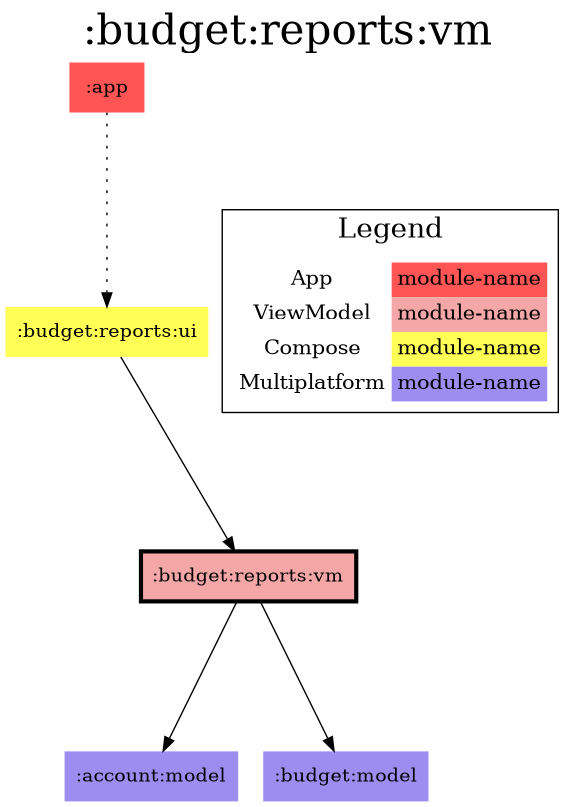 :budget:reports:vm
:app
Legend
App module-name
ViewModel module-name
Compose module-name
Multiplatform module-name
:budget:reports:ui
:budget:reports:vm
:account:model
:budget:model